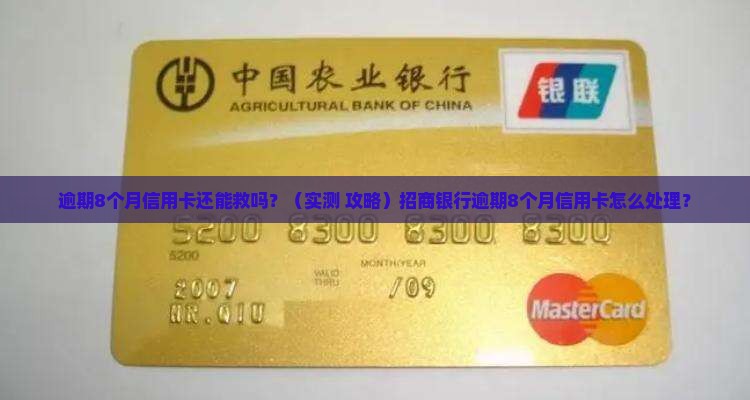 中国农业银行
AGRICULTURAL BANK OF CHINA
银联
逾期8个月信用卡还能救吗？（实测 攻略）招商银行逾期8个月信用卡怎么处理？
5200 8300 8300 8300
5200
MONTH/YEAR
VALID THRU
2007 /09
MR.QIU
MasterCard